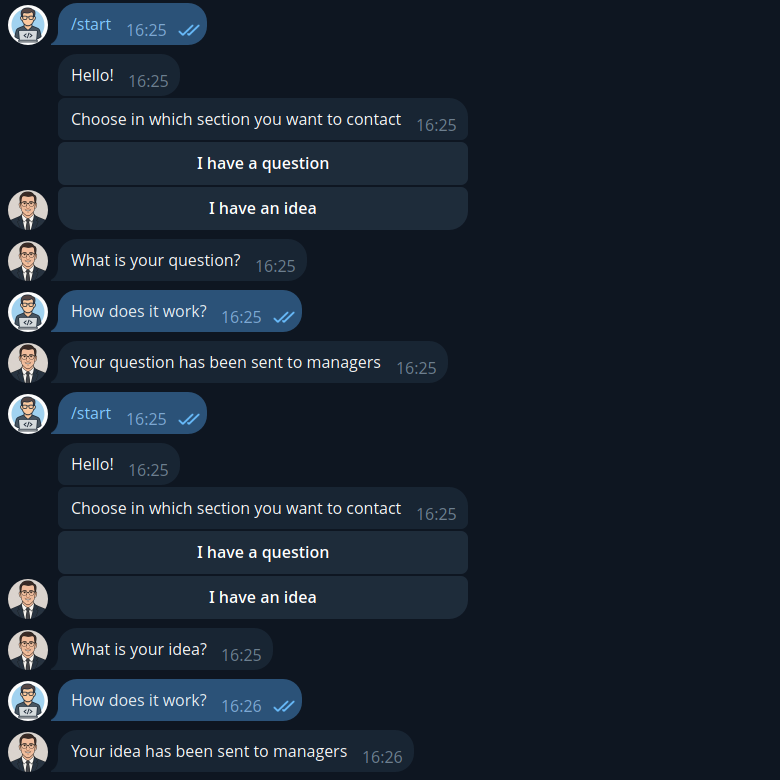 /start 16:25
Hello! 16:25
Choose in which section you want to contact 16:25
I have a question
I have an idea
What is your question? 16:25
How does it work? 16:25
Your question has been sent to managers 16:25
/start 16:25
Hello! 16:25
Choose in which section you want to contact 16:25
I have a question
I have an idea
What is your idea? 16:25
How does it work? 16:26
Your idea has been sent to managers 16:26